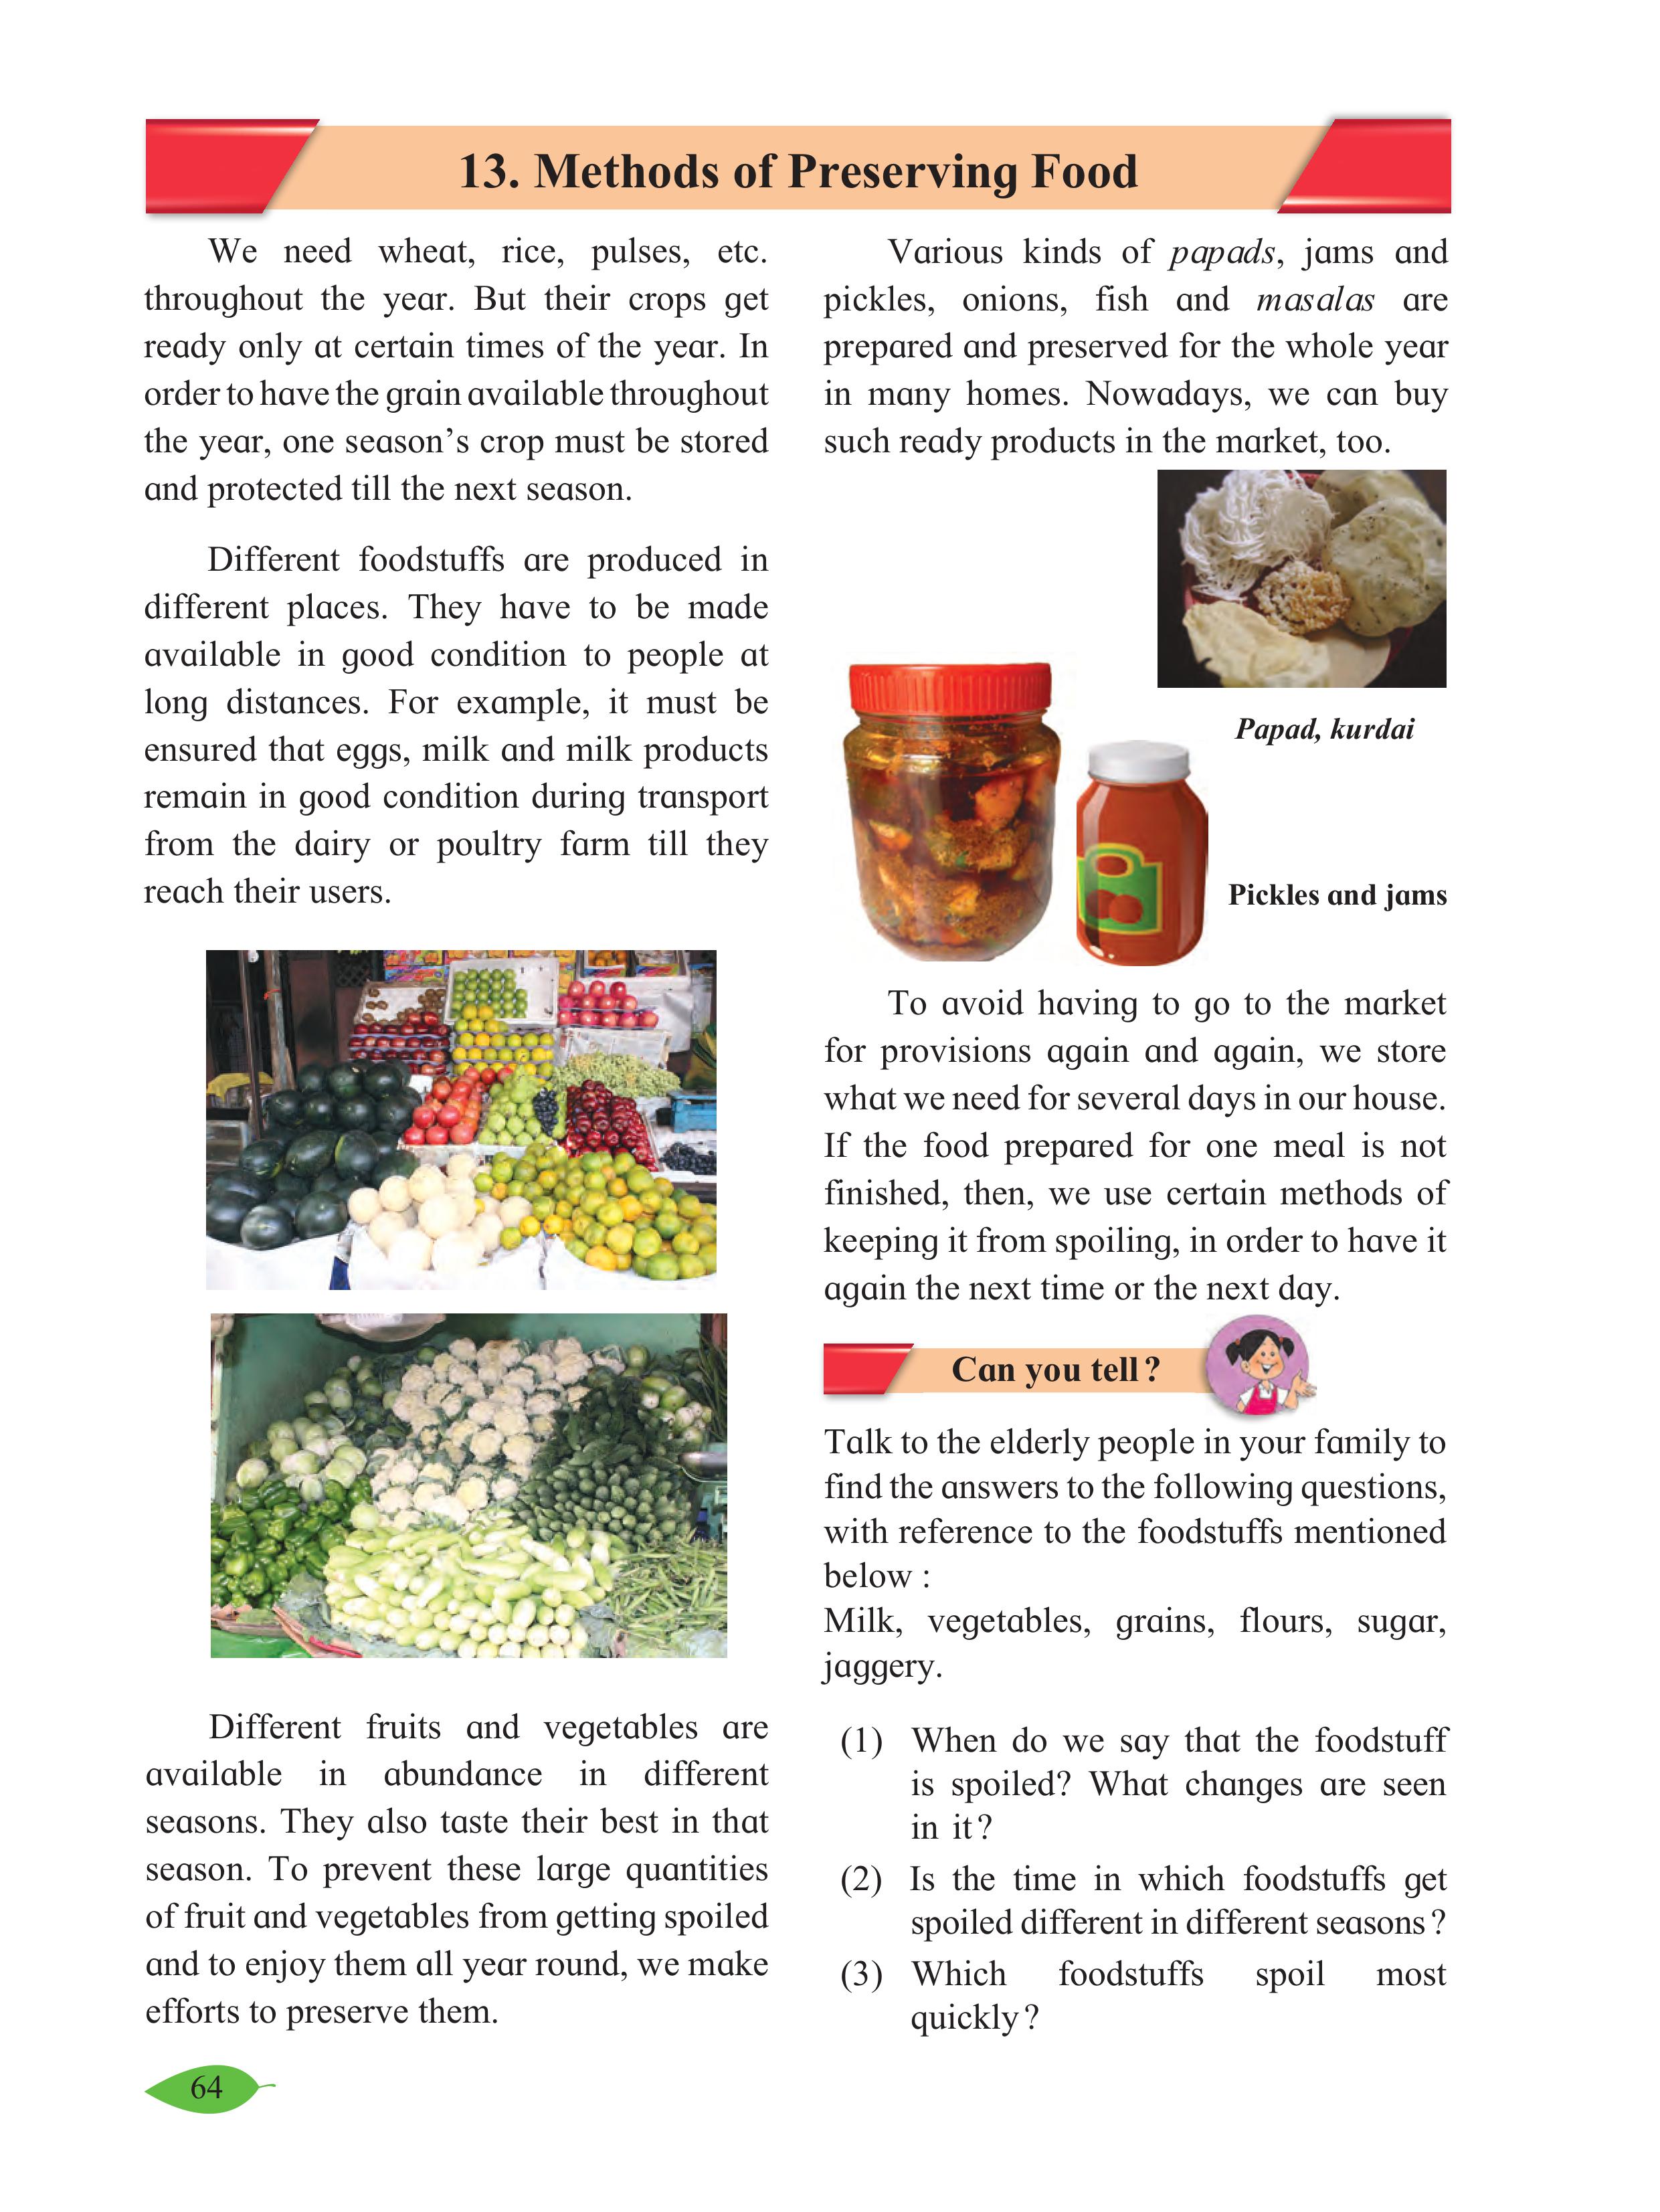 13. Methods of Preserving Food
We need wheat, rice, pulses, etc.
throughout the year. But their crops get
ready only at certain times of the year. In
order to have the grain available throughout
the year, one season’s crop must be stored
and protected till the next season.
Different foodstuffs are produced in
different places. They have to be made
available in good condition to people at
long distances. For example, it must be
ensured that eggs, milk and milk products
remain in good condition during transport
from the dairy or poultry farm till they
reach their users.
Different fruits and vegetables are
available in abundance in different
seasons. They also taste their best in that
season. To prevent these large quantities
of fruit and vegetables from getting spoiled
and to enjoy them all year round, we make
efforts to preserve them.
Various kinds of papads, jams and
pickles, onions, fish and masalas are
prepared and preserved for the whole year
in many homes. Nowadays, we can buy
such ready products in the market, too.
Papad, kurdai
Pickles and jams
To avoid having to go to the market
for provisions again and again, we store
what we need for several days in our house.
If the food prepared for one meal is not
finished, then, we use certain methods of
keeping it from spoiling, in order to have it
again the next time or the next day.
Can you tell ?
Talk to the elderly people in your family to
find the answers to the following questions,
with reference to the foodstuffs mentioned
below :
Milk, vegetables, grains, flours, sugar,
jaggery.
(1) When do we say that the foodstuff
is spoiled? What changes are seen
in it ?
(2) Is the time in which foodstuffs get
spoiled different in different seasons ?
(3) Which foodstuffs spoil most
quickly ?
64